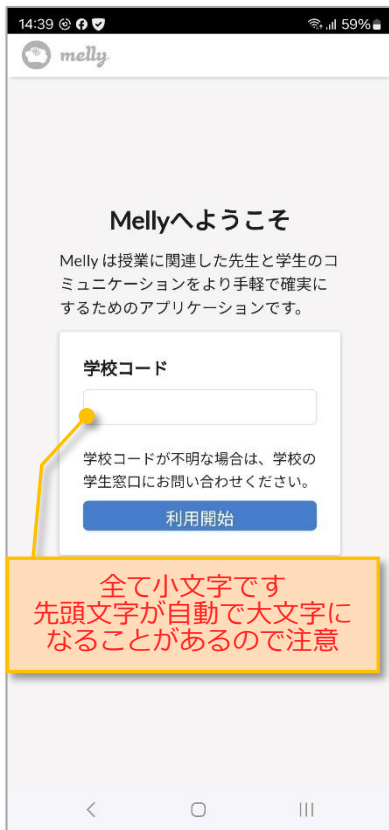 14:39
59%
melly
Mellyへようこそ
Melly は授業に関連した先生と学生のコ
ミュニケーションをより手軽で確実に
するためのアプリケーションです。
学校コード
学校コードが不明な場合は、学校の
学生窓口にお問い合わせください。
利用開始
全て小文字です
先頭文字が自動で大文字に
なることがあるので注意